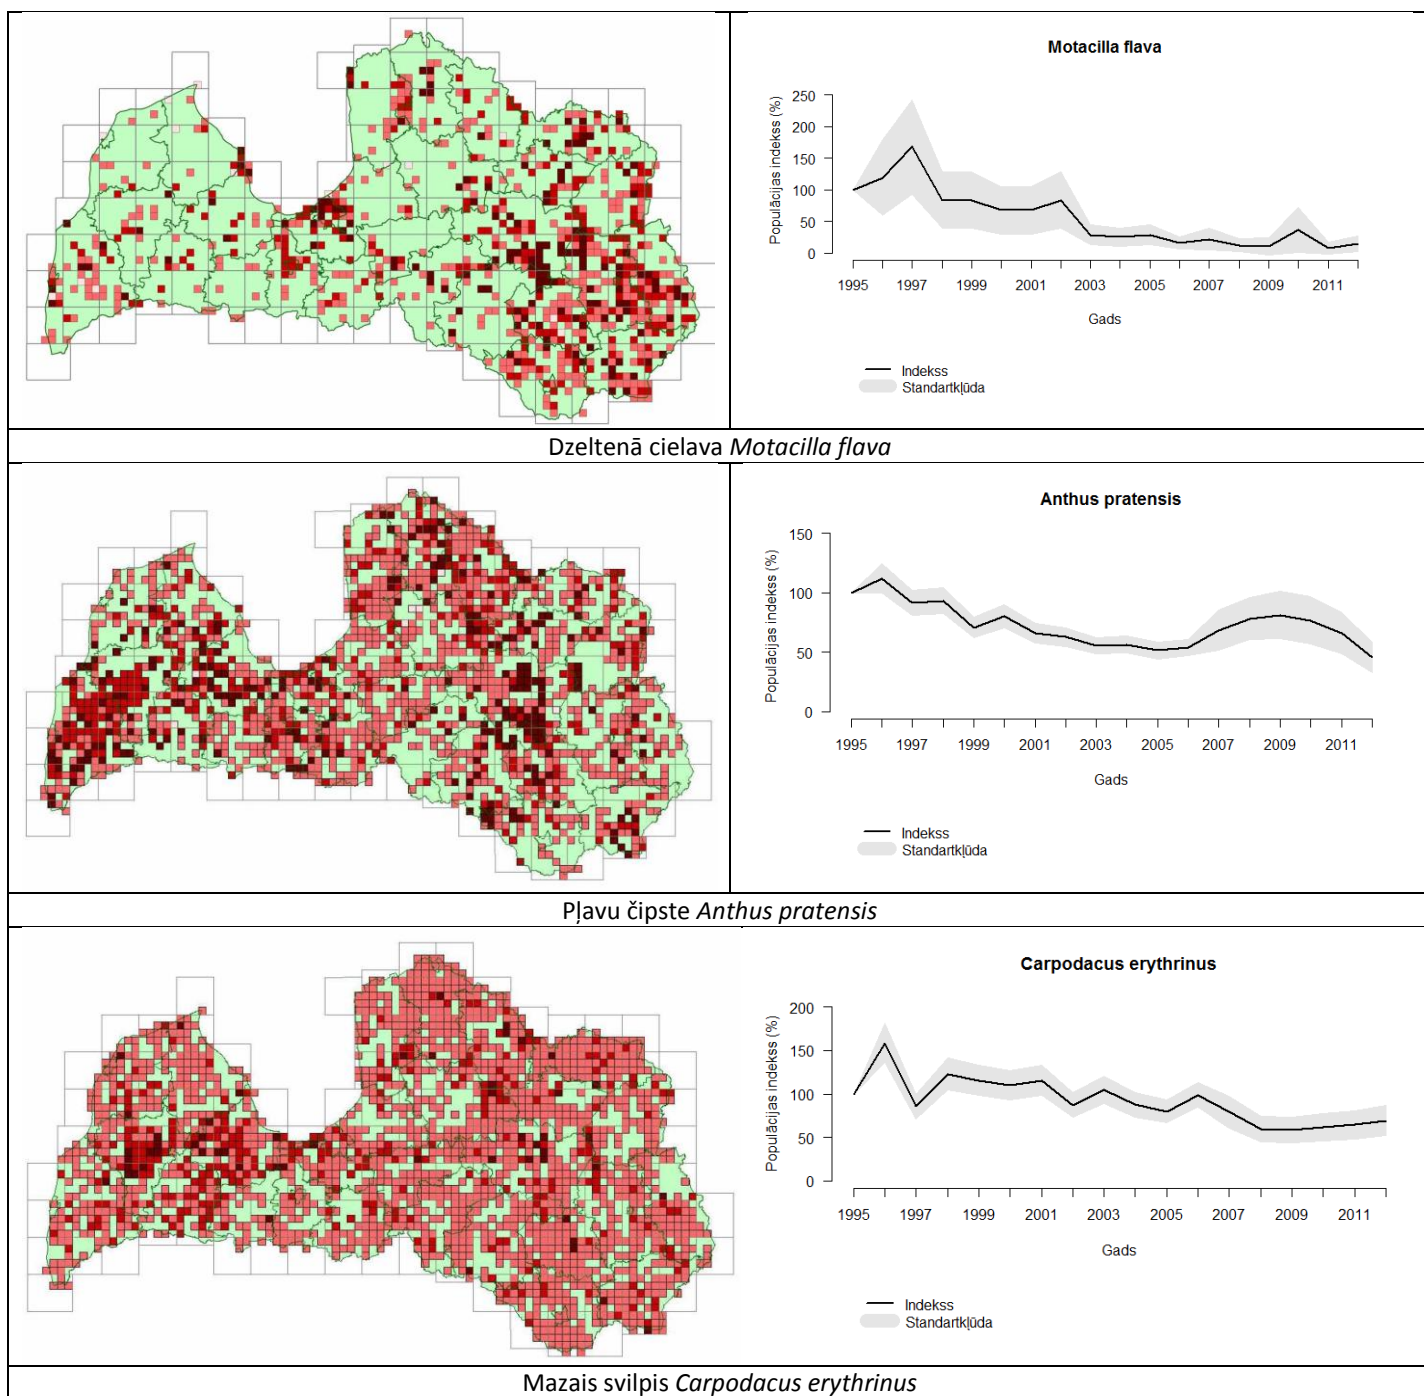 Motacilla flava
Populācijas indekss (%)
250
200
150
100
50
0
1995 1997 1999 2001 2003 2005 2007 2009 2011
Gads
Indekss
Standartkļūda
Dzeltenā cielava Motacilla flava
Anthus pratensis
Populācijas indekss (%)
150
100
50
0
1995 1997 1999 2001 2003 2005 2007 2009 2011
Gads
Indekss
Standartkļūda
Pļavu čipste Anthus pratensis
Carpodacus erythrinus
Populācijas indekss (%)
200
150
100
50
0
1995 1997 1999 2001 2003 2005 2007 2009 2011
Gads
Indekss
Standartkļūda
Mazais svilpis Carpodacus erythrinus